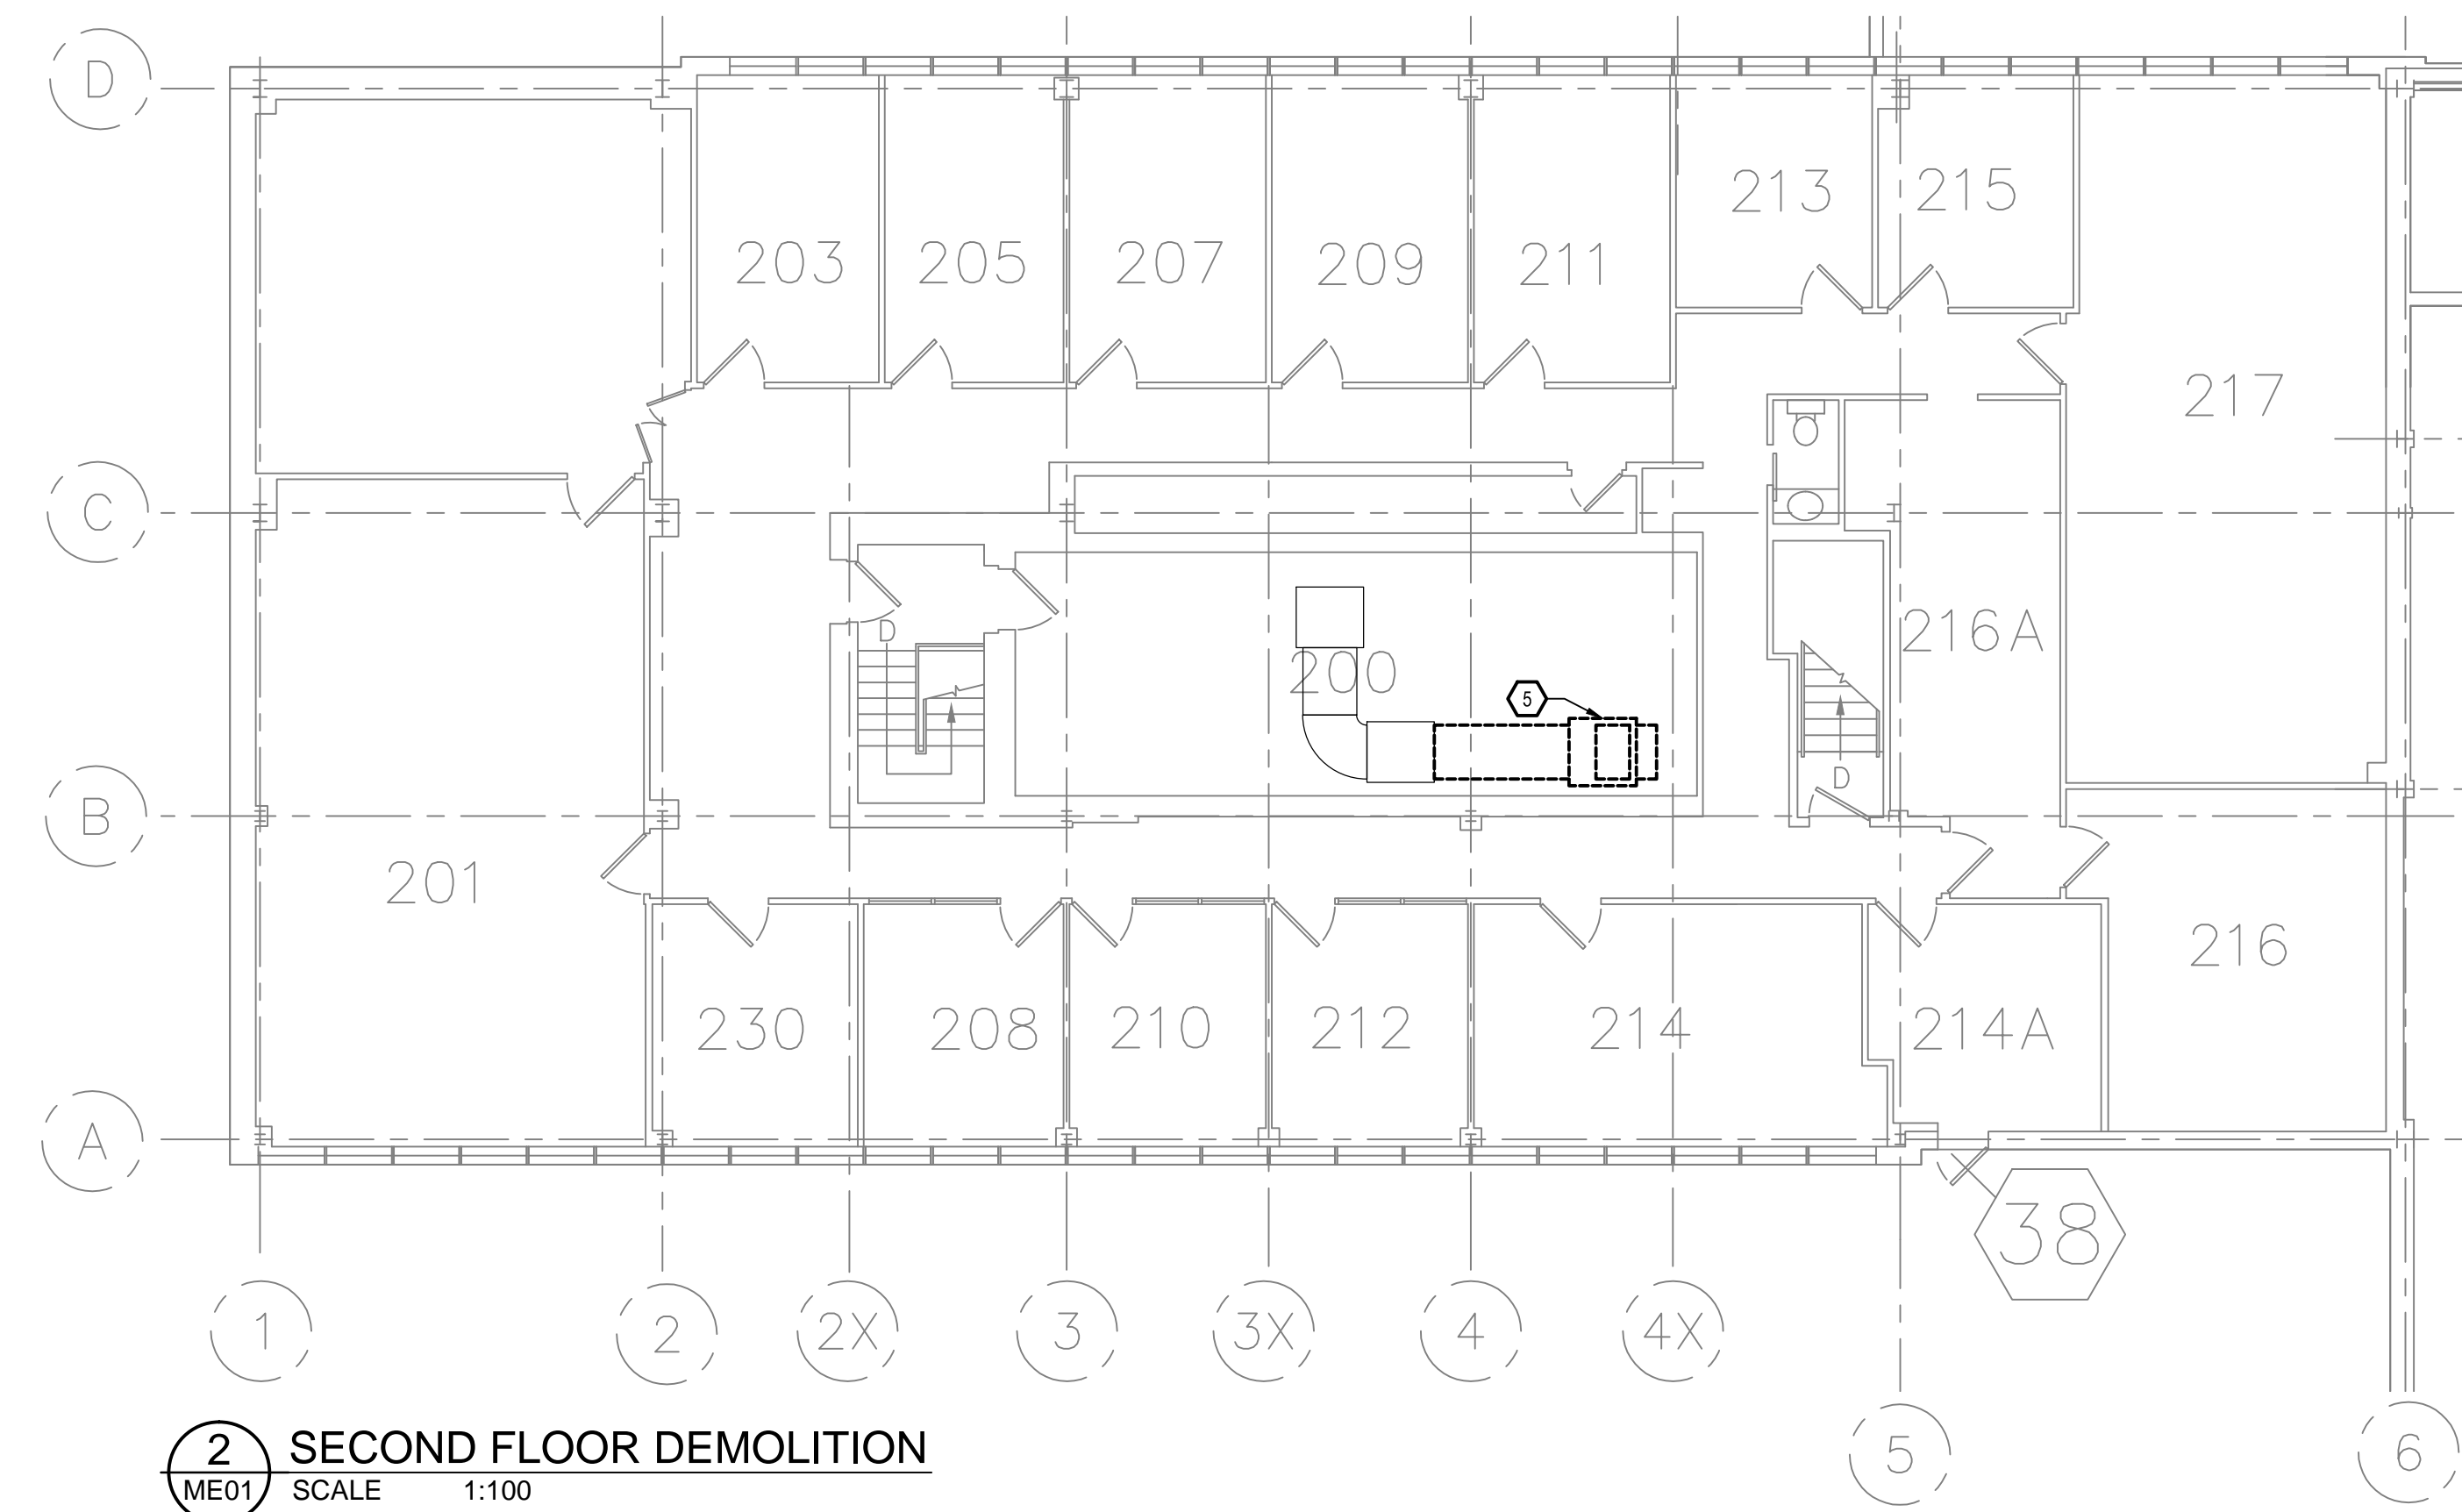 D
213 215
203 205 207 209 211
217
C
D
216A
200
5
D
B
201
216
230 208 210 212 214 214A
A
38
1 2 2X 3 3X 4 4X
5 6
2 SECOND FLOOR DEMOLITION
ME01 SCALE 1:100